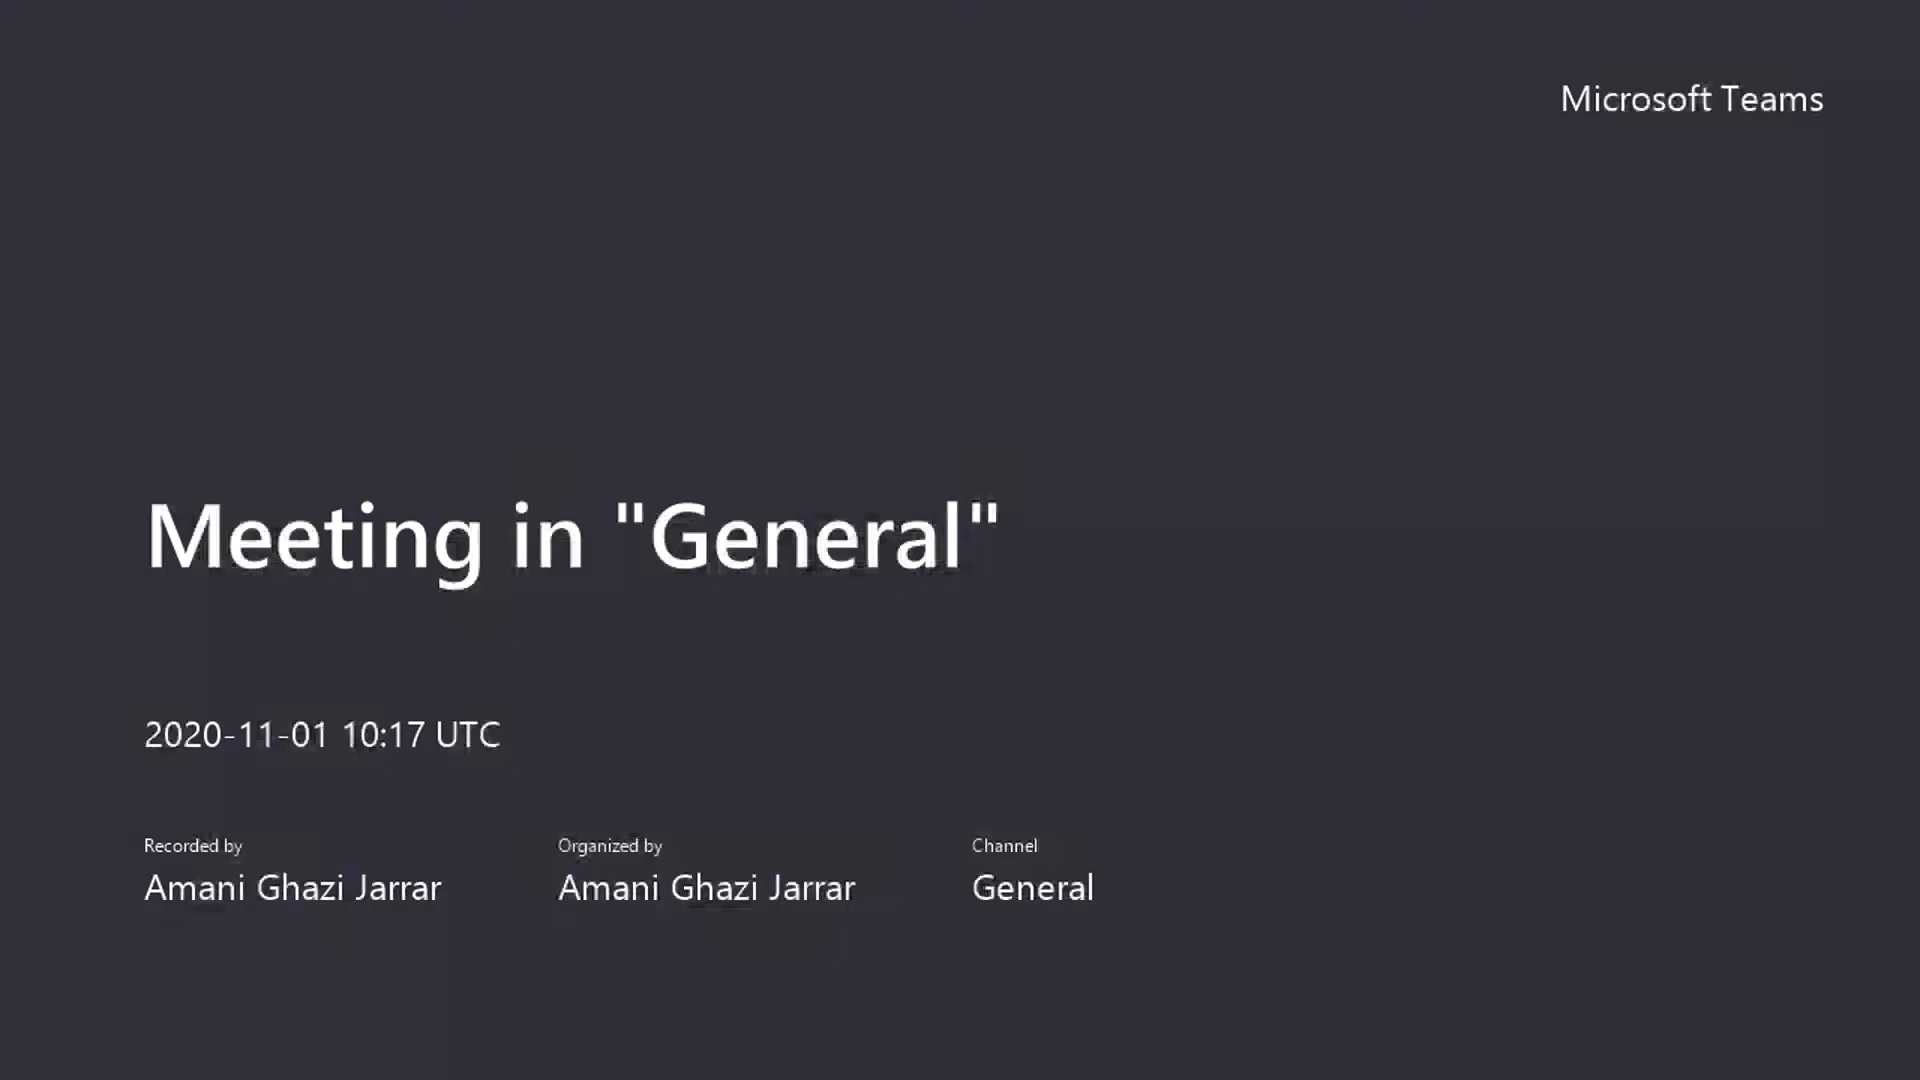 Microsoft Teams
Meeting in "General"
2020-11-01 10:17 UTC
Recorded by
Amani Ghazi Jarrar
Organized by
Amani Ghazi Jarrar
Channel
General